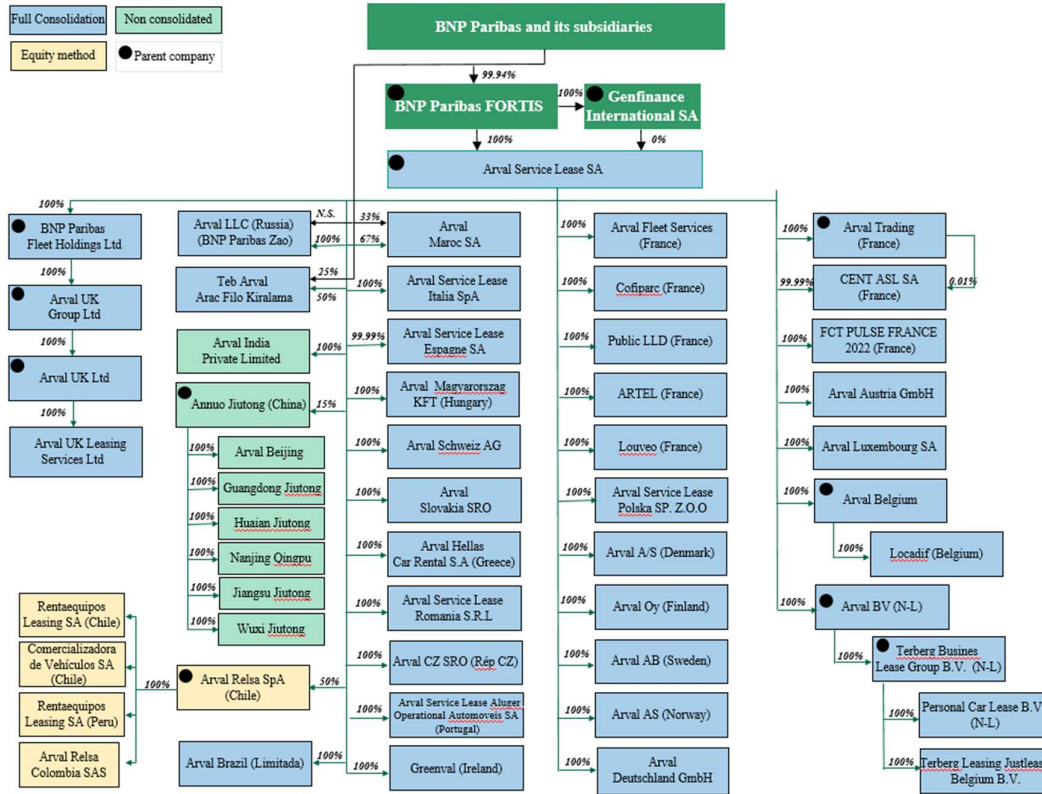 Full Consolidation
Non consolidated
Equity method
Parent company
BNP Paribas and its subsidiaries
99.94%
BNP Paribas FORTIS
100%
Genfinance
International SA
100%
0%
Arval Service Lease SA
100%
BNP Paribas
Fleet Holdings Ltd
100%
Arval UK
Group Ltd
100%
Arval UK Ltd
100%
Arval UK Leasing
Services Ltd
Arval LLC (Russia)
(BNP Paribas Zao)
N.S.
33%
100%
67%
Teb Arval
Arac Filo Kiralama
25%
50%
Arval India
Private Limited
100%
Annuo Jiutong (China)
15%
100%
Arval Beijing
100%
Guangdong Jiutong
100%
Huaian Jiutong
100%
Nanjing Qingpu
100%
Jiangsu Jiutong
100%
Wuxi Jiutong
Rentaequipos
Leasing SA (Chile)
Comercializadora
de Vehículos SA
(Chile)
Rentaequipos
Leasing SA (Peru)
Arval Relsa
Colombia SAS
100%
Arval Relsa SpA
(Chile)
50%
Arval Brazil (Limitada)
100%
Arval
Maroc SA
100%
Arval Service Lease
Italia SpA
99.99%
Arval Service Lease
Espagne SA
100%
Arval Magyarorszag
KFT (Hungary)
100%
Arval Schweiz AG
100%
Arval
Slovakia SRO
100%
Arval Hellas
Car Rental S.A (Greece)
100%
Arval Service Lease
Romania S.R.L
100%
Arval CZ SRO (Rép CZ)
100%
Arval Service Lease Aluger
Operational Automoveis SA
(Portugal)
100%
Greenval (Ireland)
100%
Arval Fleet Services
(France)
100%
Cofiparc (France)
100%
Public LLD (France)
100%
ARTEL (France)
100%
Louveo (France)
100%
Arval Service Lease
Polska SP. Z.O.O
100%
Arval A/S (Denmark)
100%
Arval Oy (Finland)
100%
Arval AB (Sweden)
100%
Arval AS (Norway)
100%
Arval
Deutschland GmbH
100%
Arval Trading
(France)
99.99%
CENT ASL SA
(France)
0.01%
100%
FCT PULSE FRANCE
2022 (France)
100%
Arval Austria GmbH
100%
Arval Luxembourg SA
100%
Arval Belgium
100%
Locadif (Belgium)
100%
Arval BV (N-L)
100%
Terberg Busines
Lease Group B.V. (N-L)
100%
Personal Car Lease B.V
(N-L)
100%
Terberg Leasing Justleas
Belgium B.V.